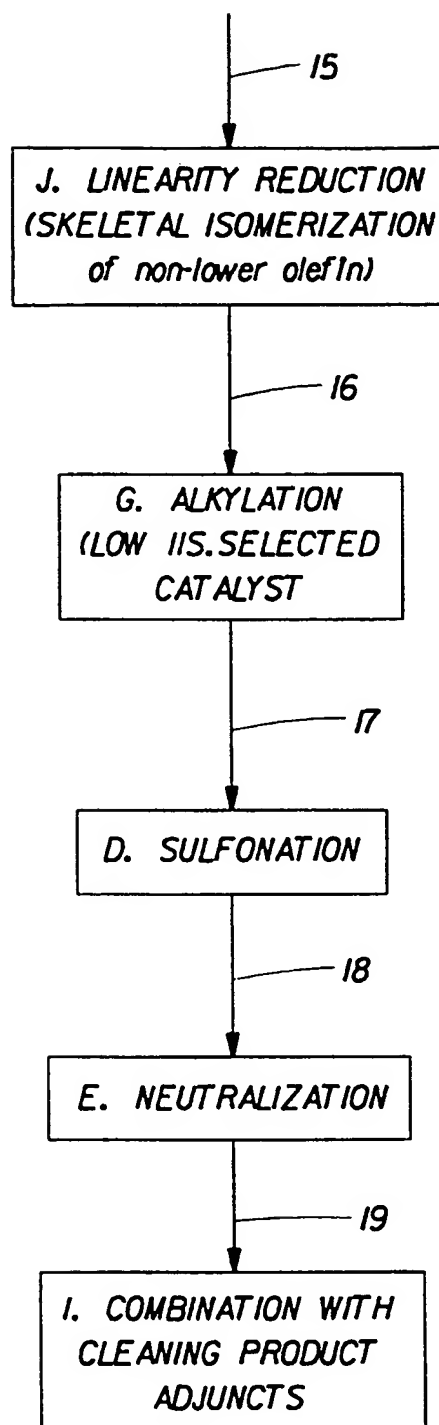 15
J. LINEARITY REDUCTION
(SKELETAL ISOMERIZATION
of non-lower olefin)
16
G. ALKYLATION
(LOW IIS.SELECTED
CATALYST
17
D. SULFONATION
18
E. NEUTRALIZATION
19
I. COMBINATION WITH
CLEANING PRODUCT
ADJUNCTS